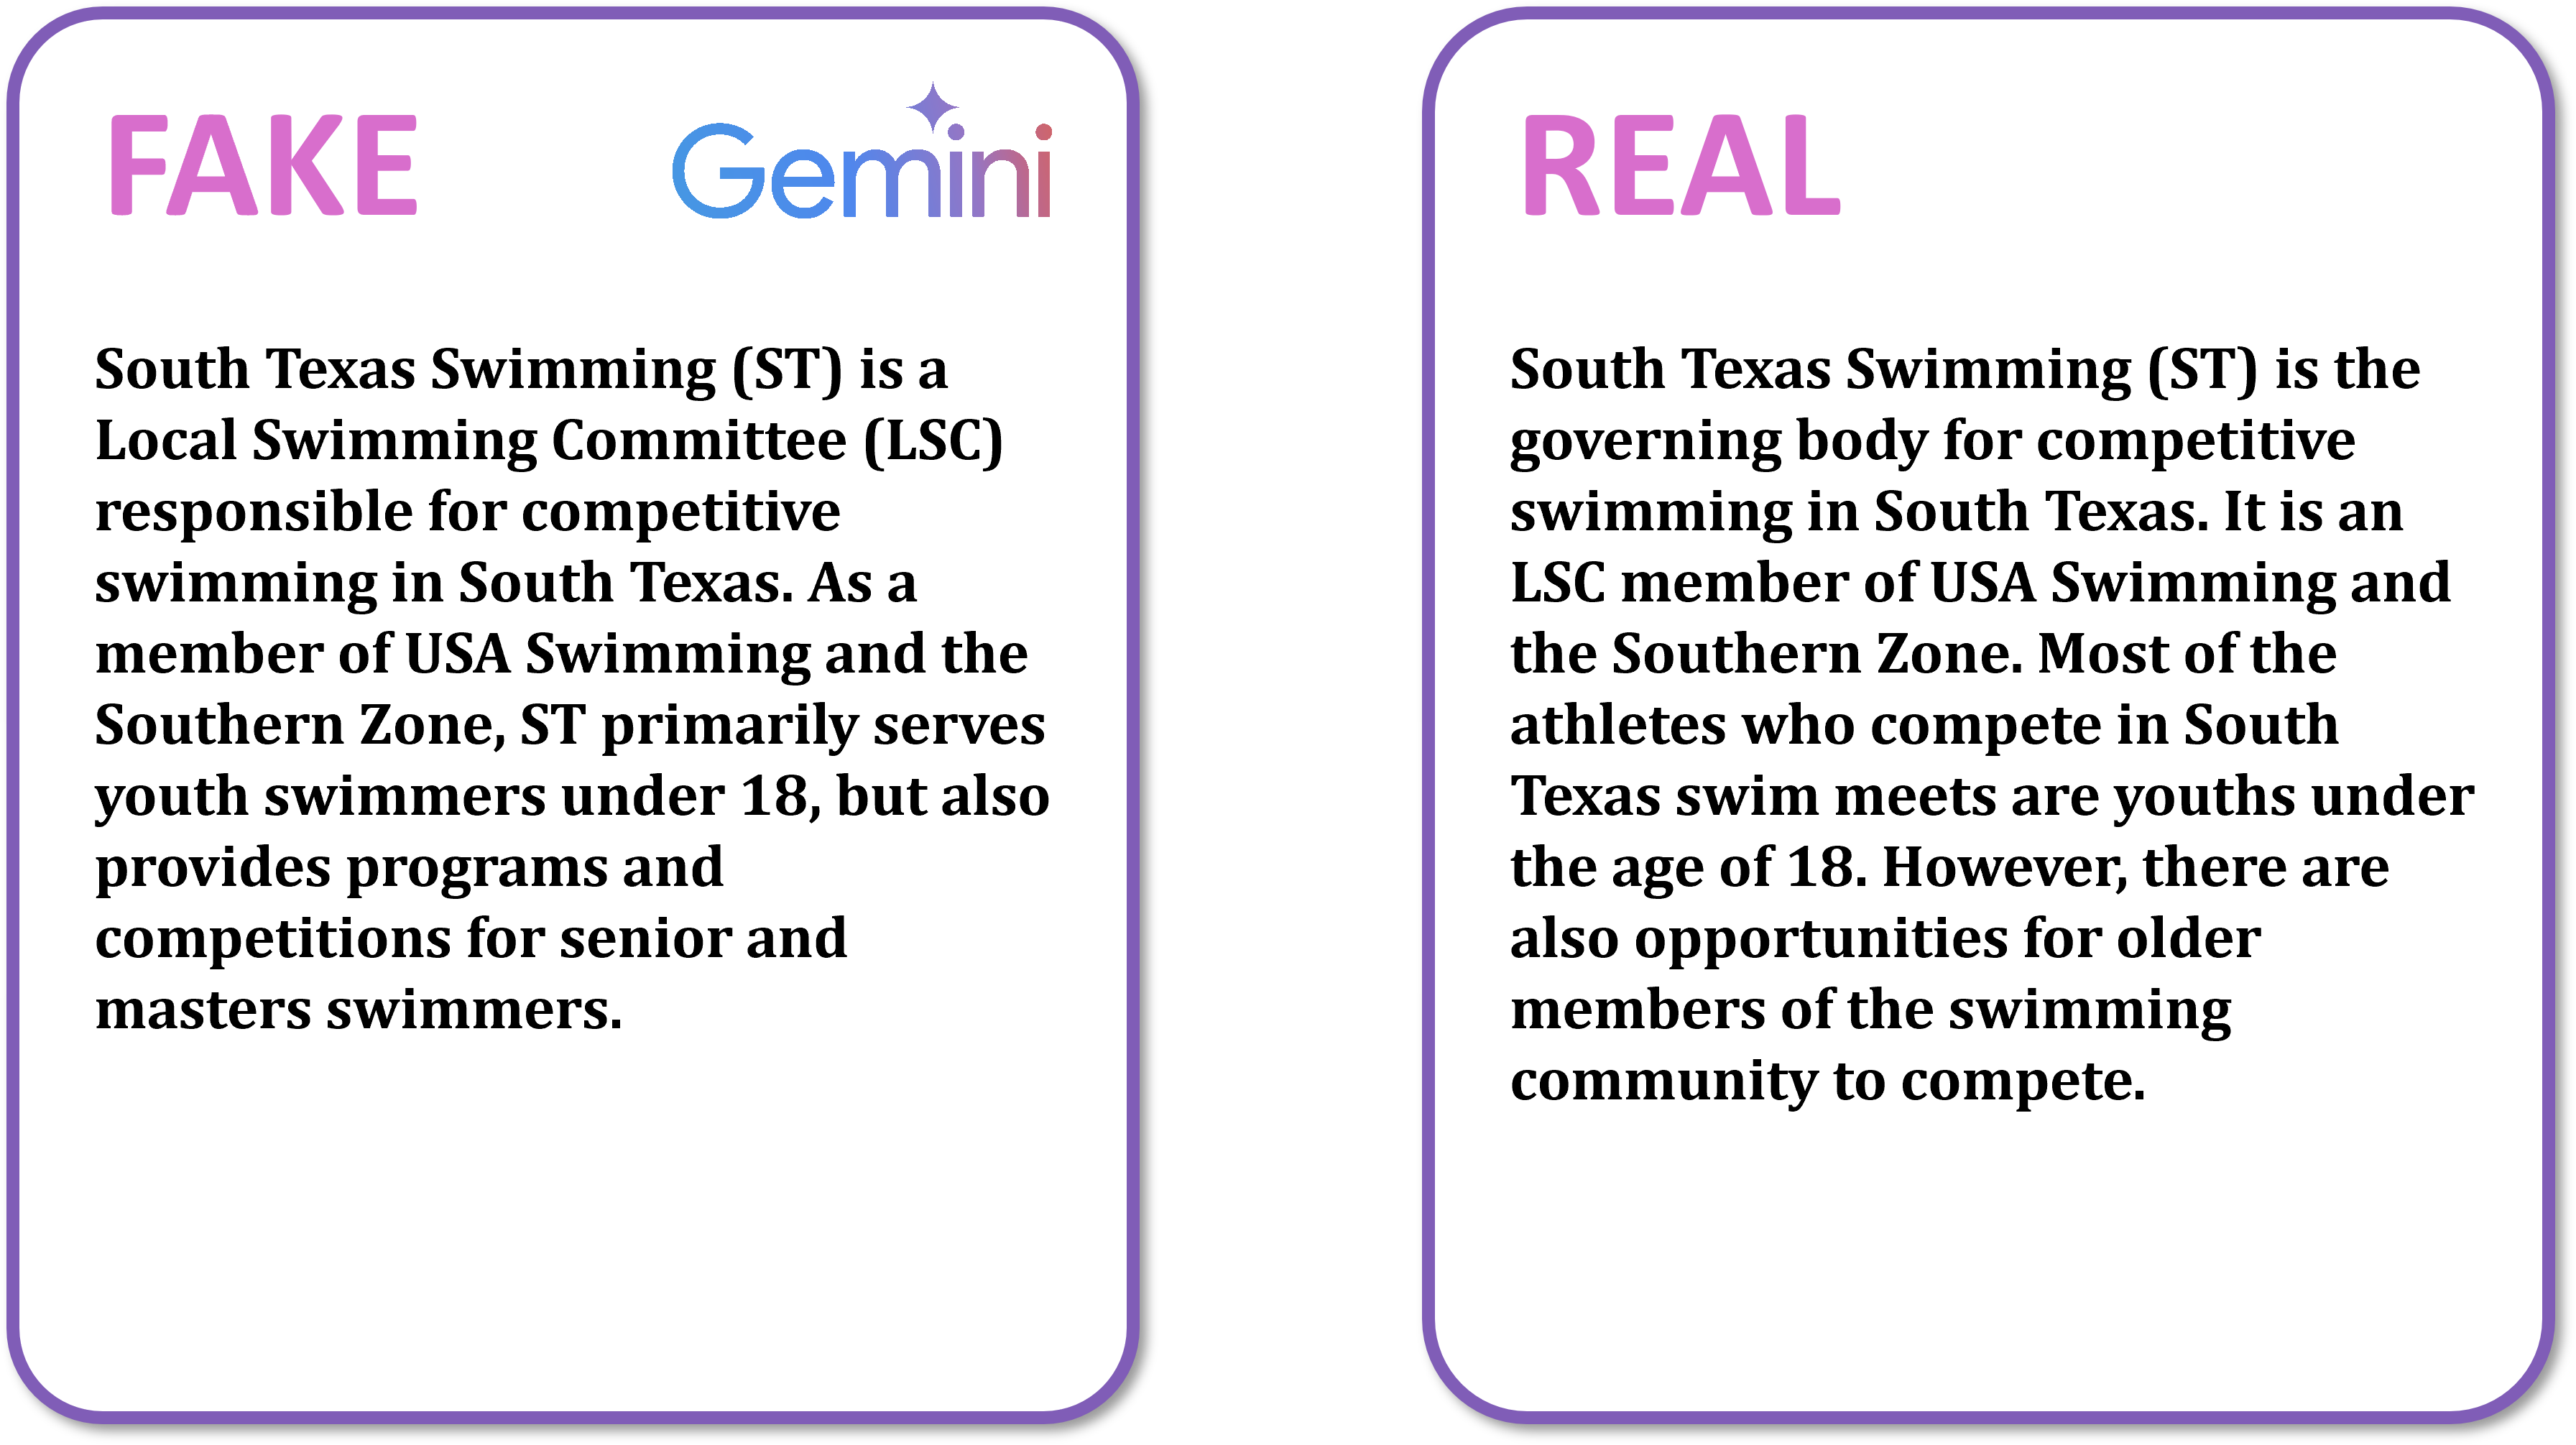 FAKE
Gemini
South Texas Swimming (ST) is a
Local Swimming Committee (LSC)
responsible for competitive
swimming in South Texas. As a
member of USA Swimming and the
Southern Zone, ST primarily serves
youth swimmers under 18, but also
provides programs and
competitions for senior and
masters swimmers.
REAL
South Texas Swimming (ST) is the
governing body for competitive
swimming in South Texas. It is an
LSC member of USA Swimming and
the Southern Zone. Most of the
athletes who compete in South
Texas swim meets are youths under
the age of 18. However, there are
also opportunities for older
members of the swimming
community to compete.